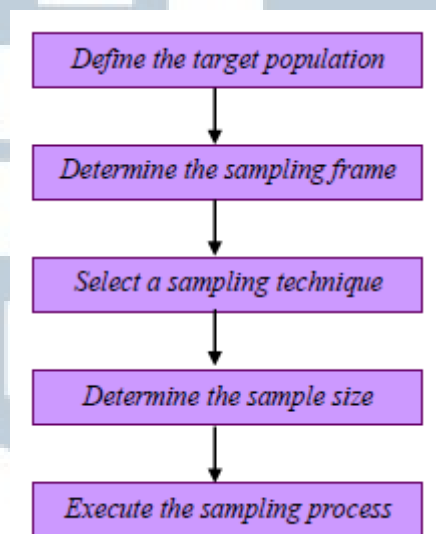 Define the target population
Determine the sampling frame
Select a sampling technique
Determine the sample size
Execute the sampling process